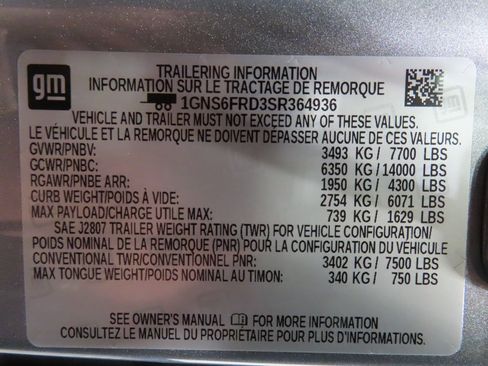 gm
TRAILERING INFORMATION
INFORMATION SUR LE TRACTAGE DE REMORQUE
1GNS6FRD3SR364936
VEHICLE AND TRAILER MUST NOT EXCEED ANY OF THESE VALUES.
LE VÉHICULE ET LA REMORQUE NE DOIVENT DÉPASSER AUCUNE DE CES VALEURS.
GVWR/PNBV: 3493 KG / 7700 LBS
GCWR/PNBC: 6350 KG / 14000 LBS
RGAWR/PNBE ARR: 1950 KG / 4300 LBS
CURB WEIGHT/POIDS À VIDE: 2754 KG / 6071 LBS
MAX PAYLOAD/CHARGE UTILE MAX: 739 KG / 1629 LBS
SAE J2807 TRAILER WEIGHT RATING (TWR) FOR VEHICLE CONFIGURATION/
POIDS NOMINAL DE LA REMORQUE (PNR) POUR LA CONFIGURATION DU VÉHICULE
CONVENTIONAL TWR/CONVENTIONNEL PNR: 3402 KG / 7500 LBS
MAX TONGUE WEIGHT/POIDS MAXIMUM AU TIMON: 340 KG / 750 LBS
SEE OWNER'S MANUAL FOR MORE INFORMATION
CONSULTEZ LE MANUEL DU PROPRIÉTAIRE POUR PLUS D'INFORMATIONS.